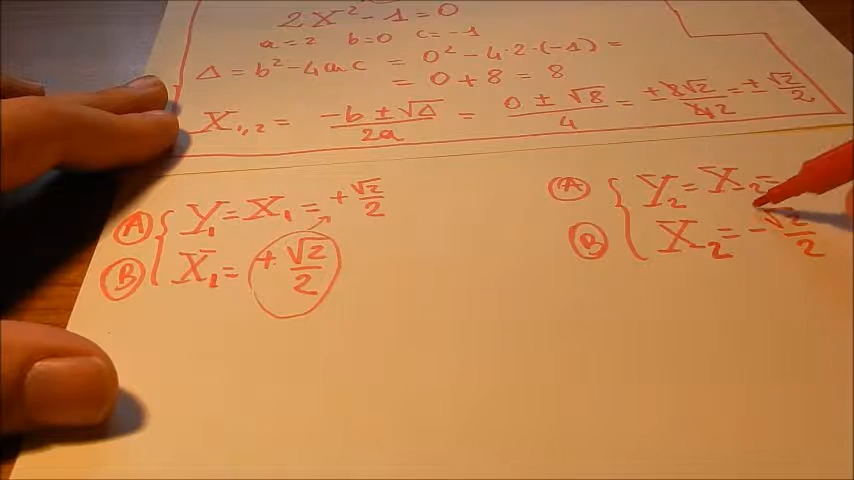 2X²-1=0
a=2 b=0 c=-1
Δ=b²-4ac = 0²-4·2·(-1)=
= 0+8=8
X₁,₂= -b±√Δ/2a = 0±√8/4 = ±2√2/42 = ±√2/2
A { Y₁=X₁=+√2/2
B X₁=+√2/2
A { Y₂=X₂=
B X₂=-√2/2